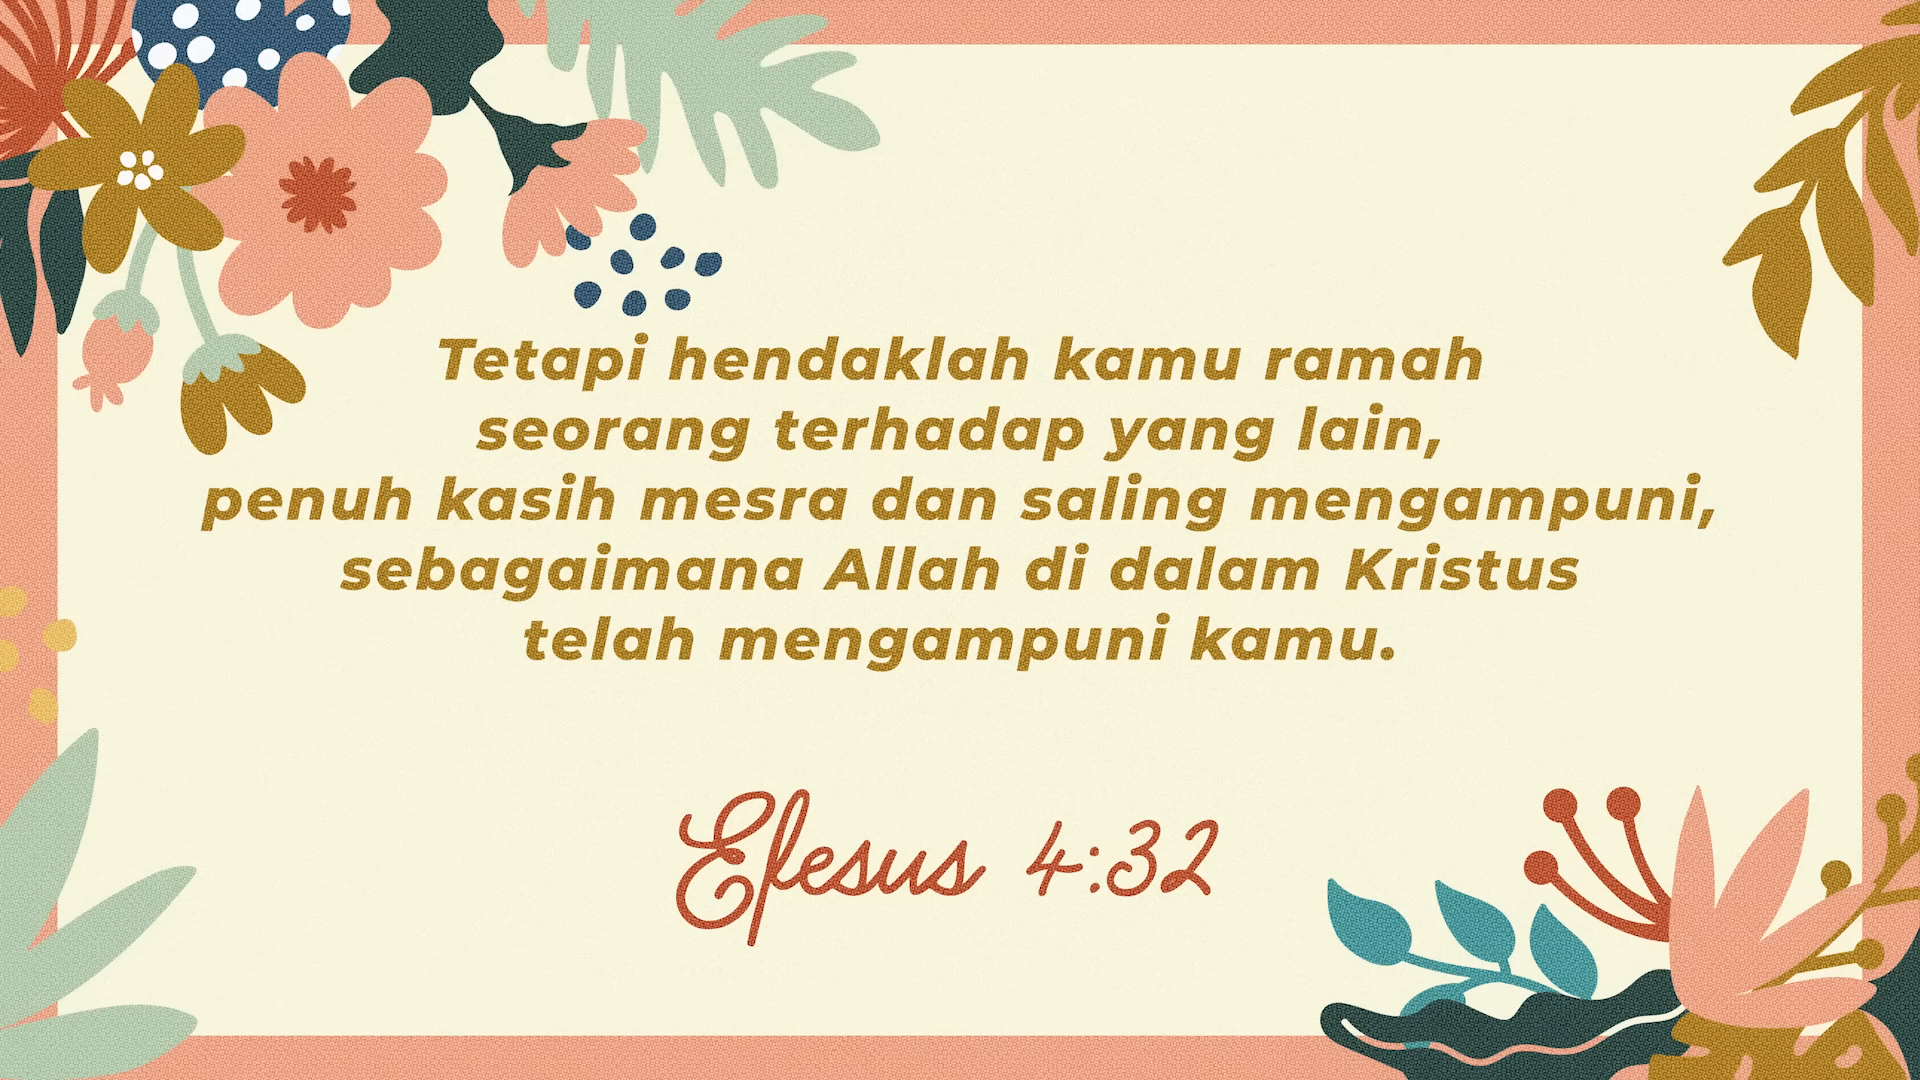 Tetapi hendaklah kamu ramah
seorang terhadap yang lain,
penuh kasih mesra dan saling mengampuni,
sebagaimana Allah di dalam Kristus
telah mengampuni kamu.
Efesus 4:32